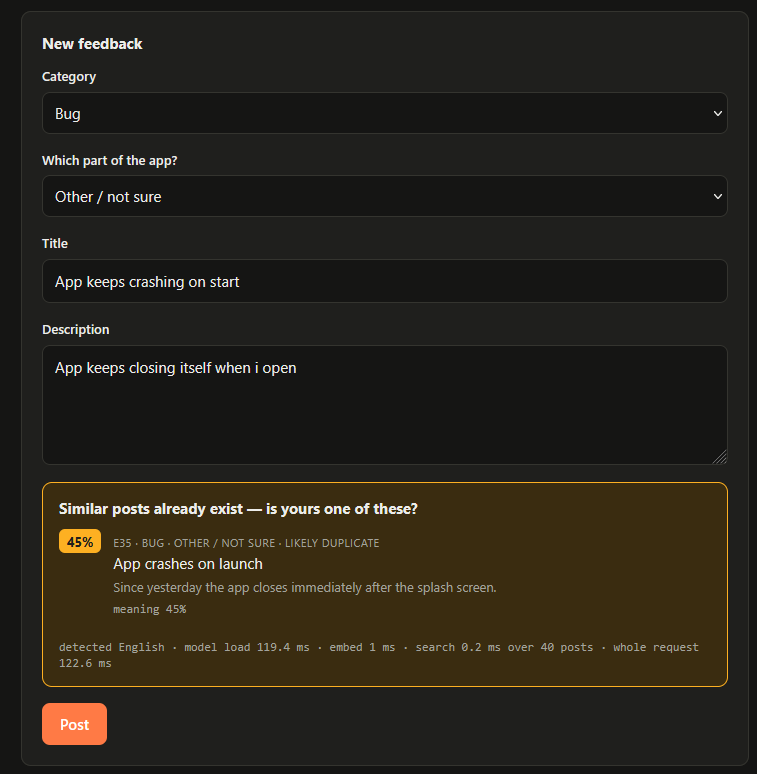 New feedback
Category
Bug
Which part of the app?
Other / not sure
Title
App keeps crashing on start
Description
App keeps closing itself when i open
Similar posts already exist — is yours one of these?
45%
E35 · BUG · OTHER / NOT SURE · LIKELY DUPLICATE
App crashes on launch
Since yesterday the app closes immediately after the splash screen.
meaning 45%
detected English · model load 119.4 ms · embed 1 ms · search 0.2 ms over 40 posts · whole request
122.6 ms
Post